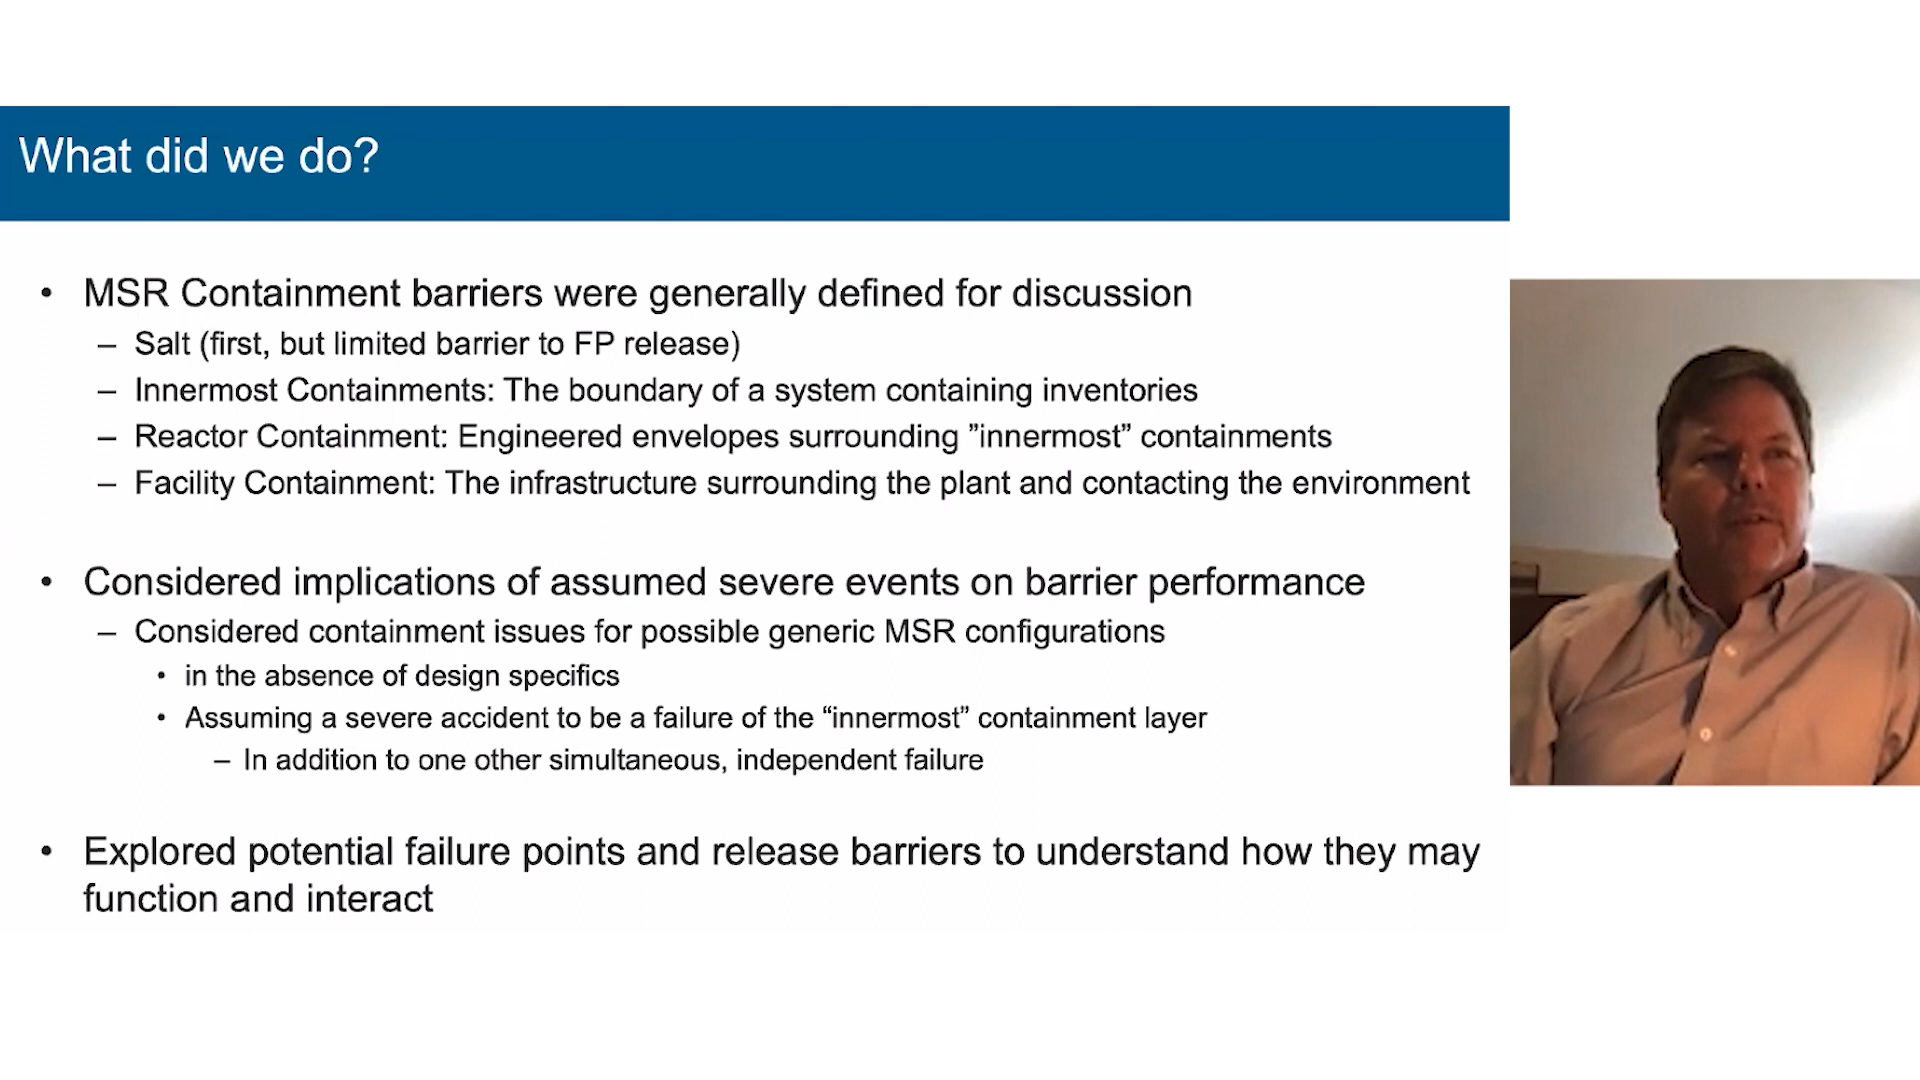 What did we do?
• MSR Containment barriers were generally defined for discussion
– Salt (first, but limited barrier to FP release)
– Innermost Containments: The boundary of a system containing inventories
– Reactor Containment: Engineered envelopes surrounding ”innermost” containments
– Facility Containment: The infrastructure surrounding the plant and contacting the environment
• Considered implications of assumed severe events on barrier performance
– Considered containment issues for possible generic MSR configurations
• in the absence of design specifics
• Assuming a severe accident to be a failure of the “innermost” containment layer
– In addition to one other simultaneous, independent failure
• Explored potential failure points and release barriers to understand how they may
function and interact